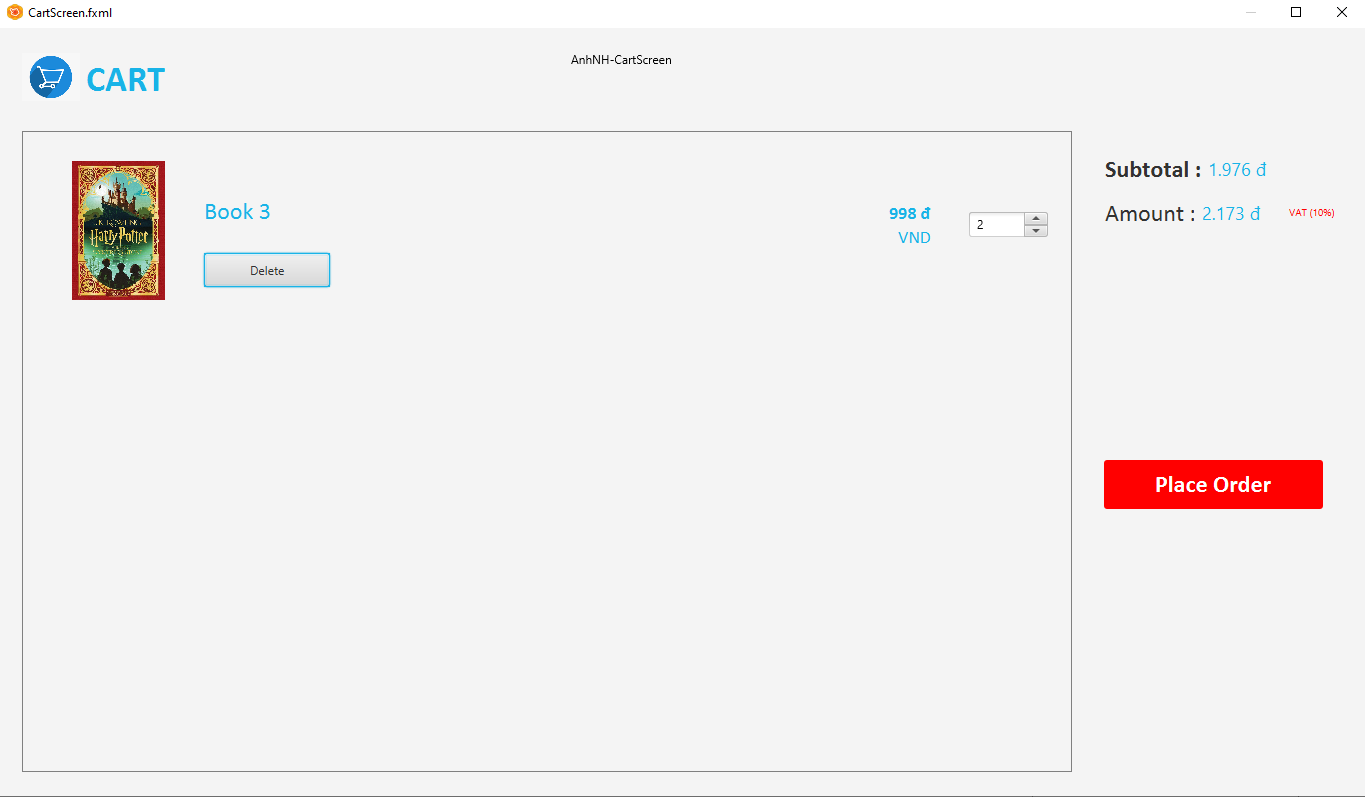 CartScreen.fxml
AnhNH-CartScreen
CART
Book 3
Delete
998 đ
VND
2
Subtotal : 1.976 đ
Amount : 2.173 đ VAT (10%)
Place Order
Harry Potter